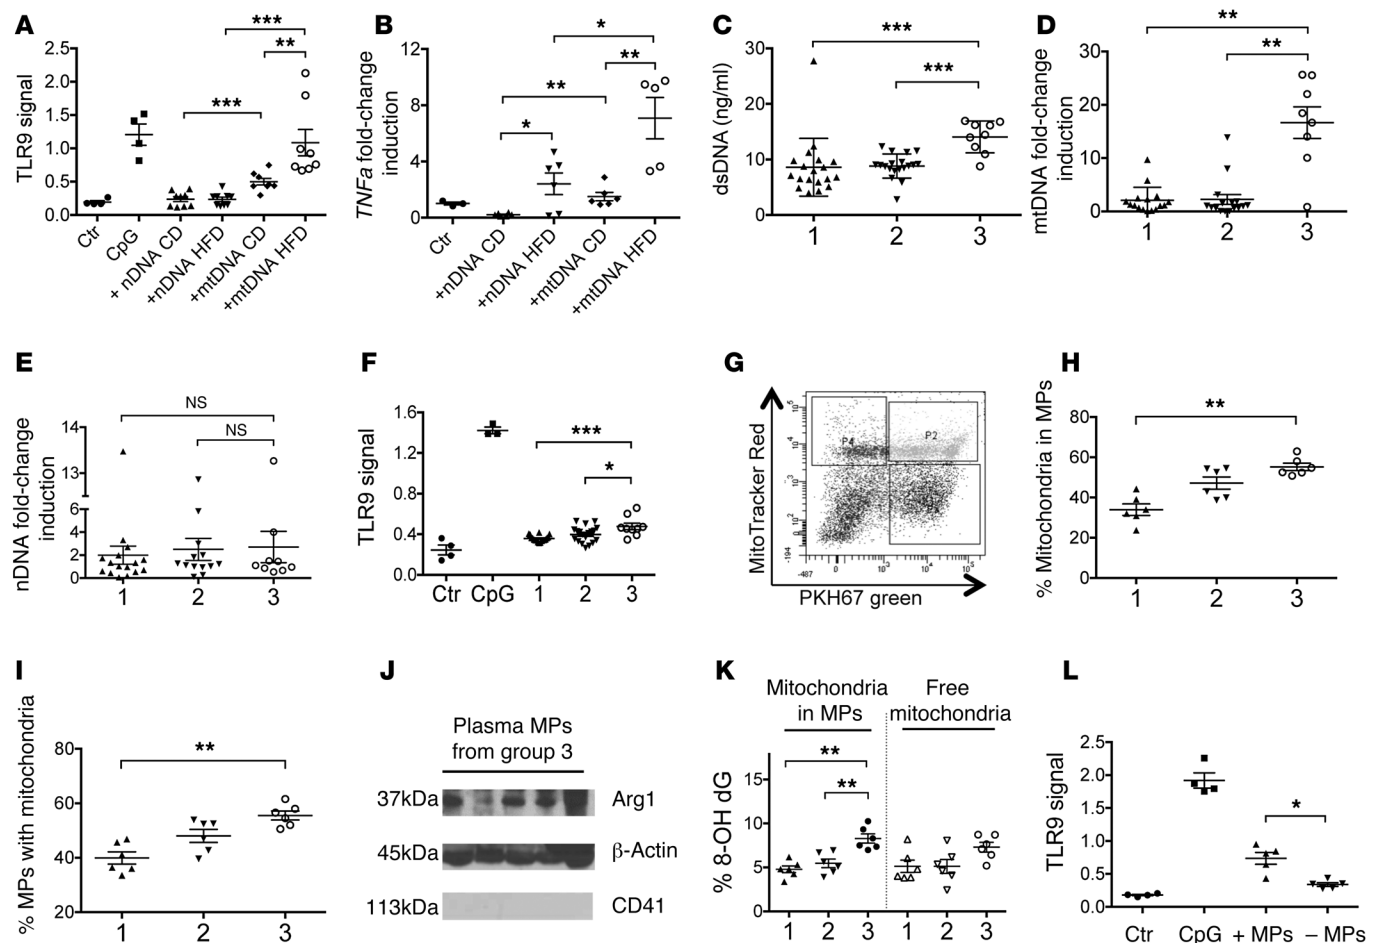 A
TLR9 signal
2.5
2.0
1.5
1.0
0.5
0.0
***
***
**
Ctr
CpG
+ nDNA CD
+nDNA HFD
+mtDNA CD
+mtDNA HFD
B
TNFa fold-change
induction
12
8
4
0
*
**
*
**
Ctr
+nDNA CD
+nDNA HFD
+mtDNA CD
+mtDNA HFD
C
dsDNA (ng/ml)
30
20
10
0
***
***
1 2 3
D
mtDNA fold-change
induction
30
20
10
0
**
**
1 2 3
E
nDNA fold-change
induction
14
13
6
4
2
0
NS
NS
1 2 3
F
TLR9 signal
1.6
1.2
0.8
0.4
0.0
***
*
Ctr CpG 1 2 3
G
MitoTracker Red
P4
P2
-194
-487
0
PKH67 green
H
% Mitochondria in MPs
80
60
40
20
0
**
1 2 3
I
% MPs with mitochondria
80
60
40
20
**
1 2 3
J
Plasma MPs
from group 3
37kDa Arg1
45kDa β-Actin
113kDa CD41
K
Mitochondria
in MPs
Free
mitochondria
% 8-OH dG
15
10
5
0
**
**
1 2 3 1 2 3
L
TLR9 signal
2.5
2.0
1.5
1.0
0.5
0.0
*
Ctr CpG + MPs – MPs